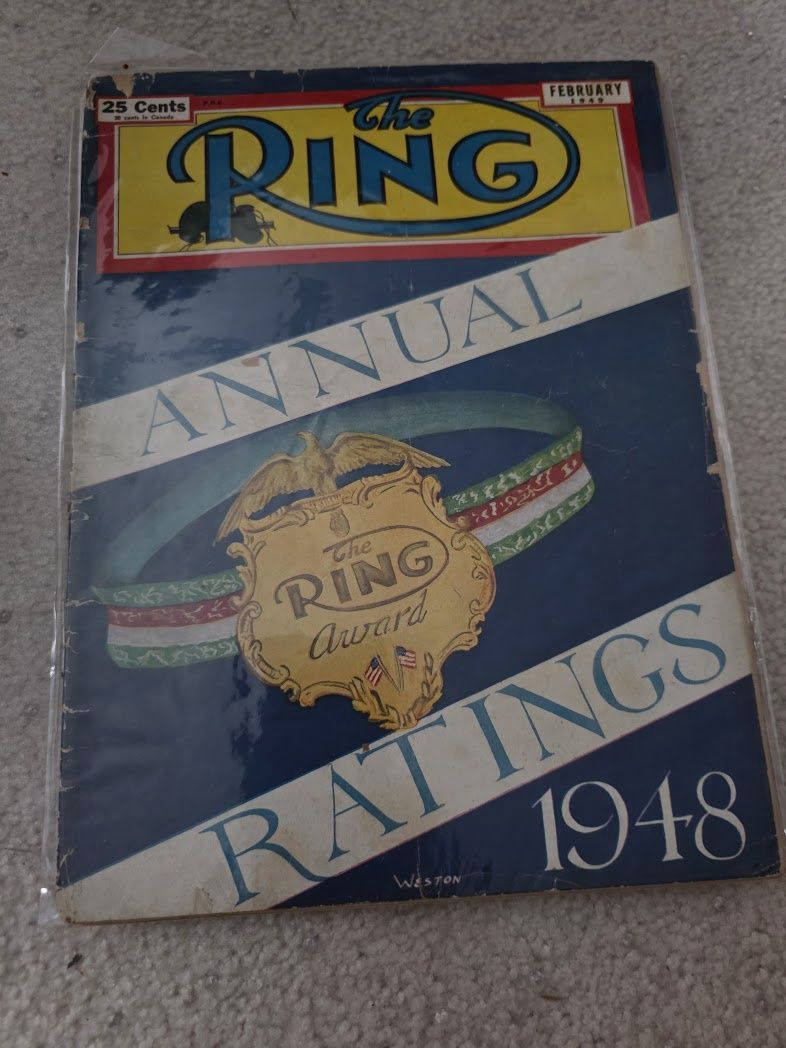 25 Cents
30 cents in Canada
FEBRUARY
1949
The
RING
ANNUAL
The
RING
Award
RATINGS
1948
WESTON